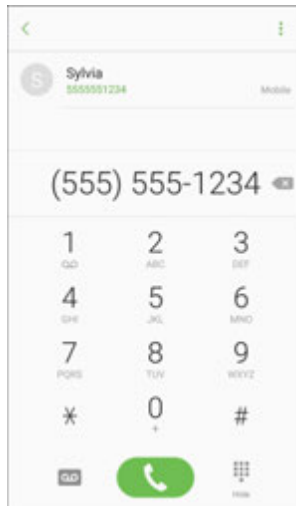 S
Sylvia
5555551234 Mobile
(555) 555-1234
1 2 3
ABC DEF
4 5 6
GHI JKL MNO
7 8 9
PQRS TUV WXYZ
* 0 #
+
Hide